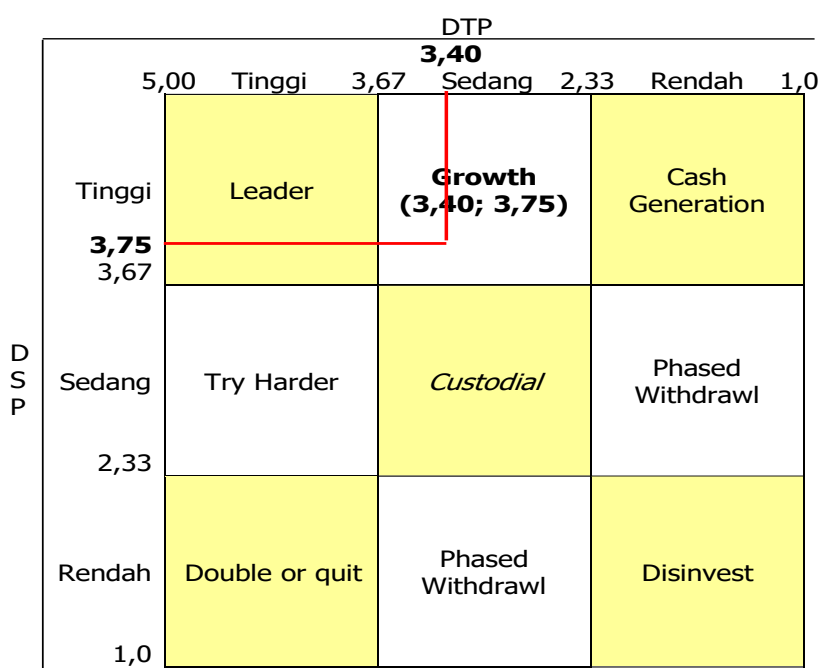 DTP
3,40
5,00 Tinggi 3,67 Sedang 2,33 Rendah 1,0
Tinggi
Leader
Growth
(3,40; 3,75)
Cash
Generation
3,75
3,67
D
S
P
Sedang
Try Harder
Custodial
Phased
Withdrawl
2,33
Rendah
Double or quit
Phased
Withdrawl
Disinvest
1,0